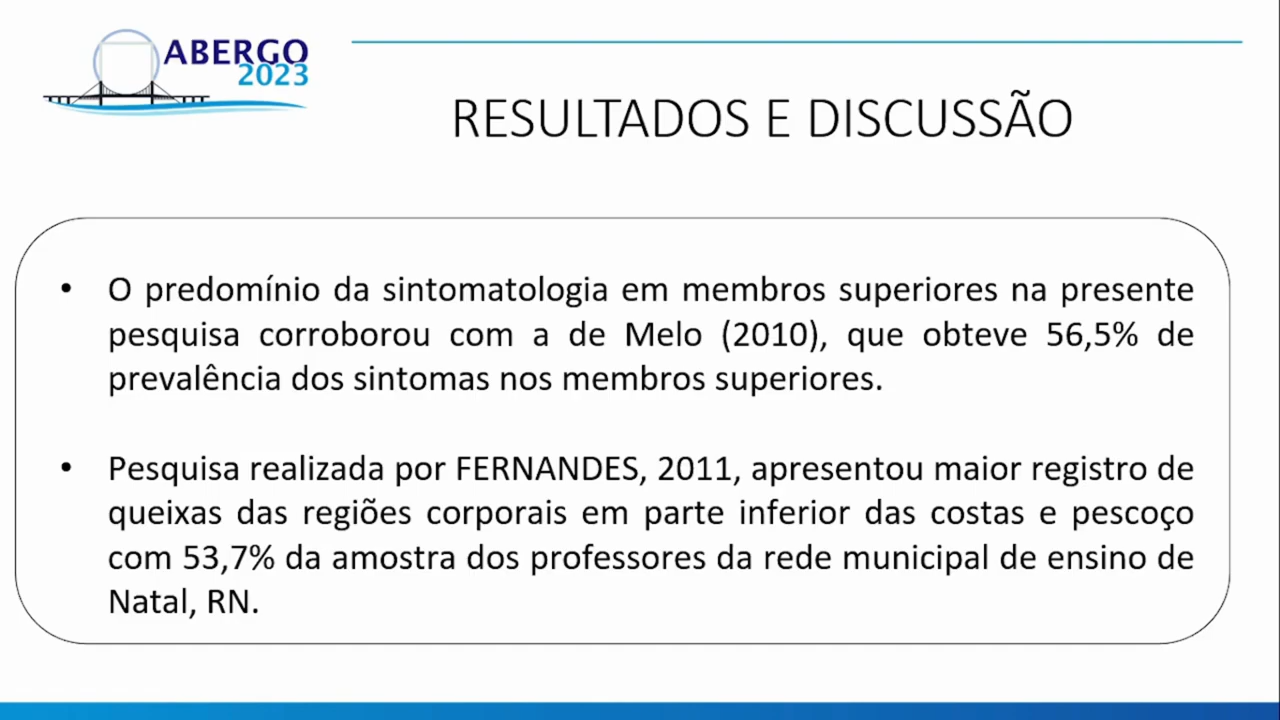 ABERGO
2023
RESULTADOS E DISCUSSÃO
• O predomínio da sintomatologia em membros superiores na presente
pesquisa corroborou com a de Melo (2010), que obteve 56,5% de
prevalência dos sintomas nos membros superiores.
• Pesquisa realizada por FERNANDES, 2011, apresentou maior registro de
queixas das regiões corporais em parte inferior das costas e pescoço
com 53,7% da amostra dos professores da rede municipal de ensino de
Natal, RN.